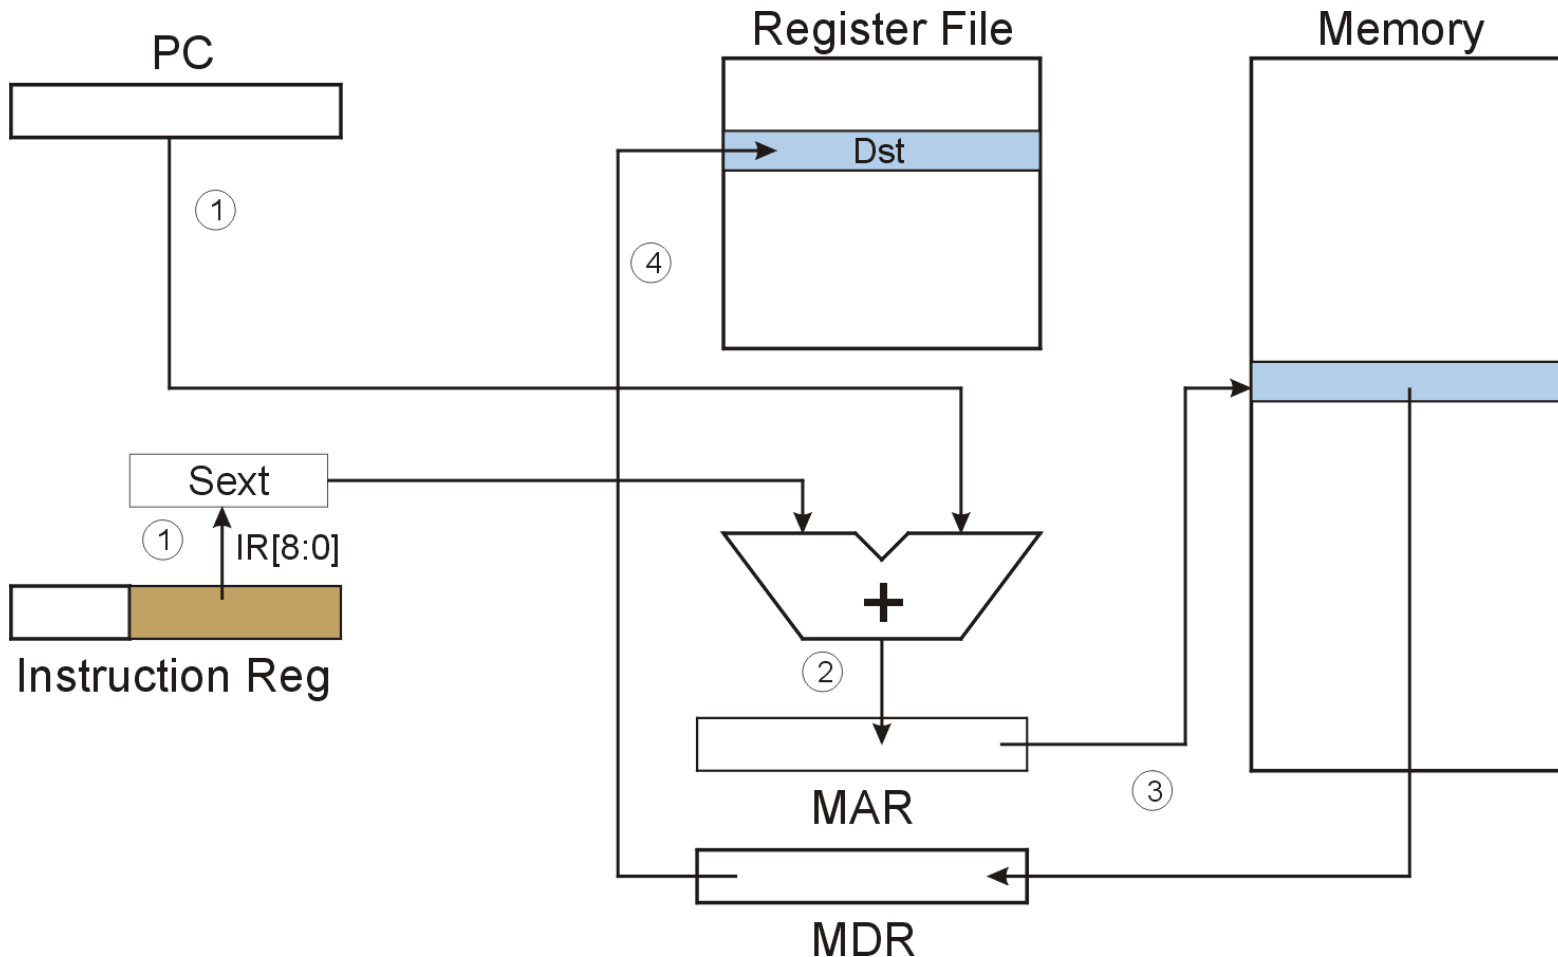 Register File
Memory
PC
Dst
1
4
Sext
1
IR[8:0]
+
Instruction Reg
2
MAR
3
MDR